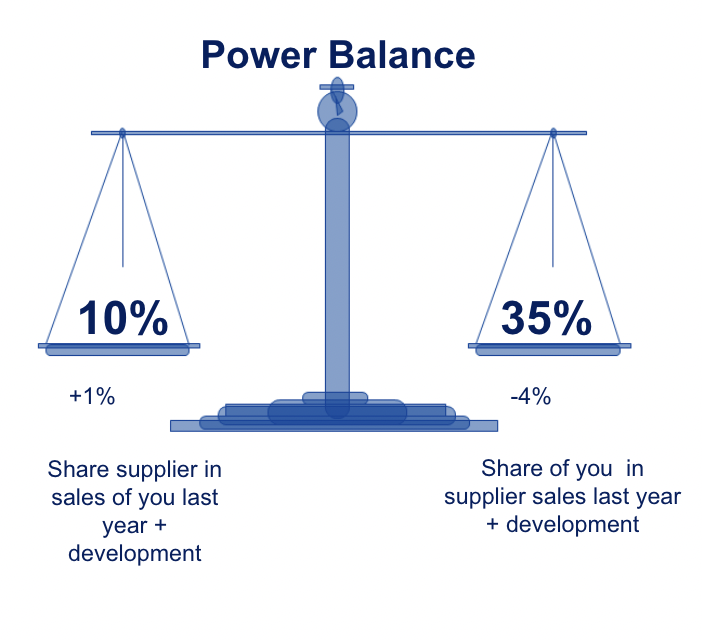 Power Balance
10%
35%
+1%
-4%
Share supplier in
sales of you last
year +
development
Share of you  in
supplier sales last year
+ development